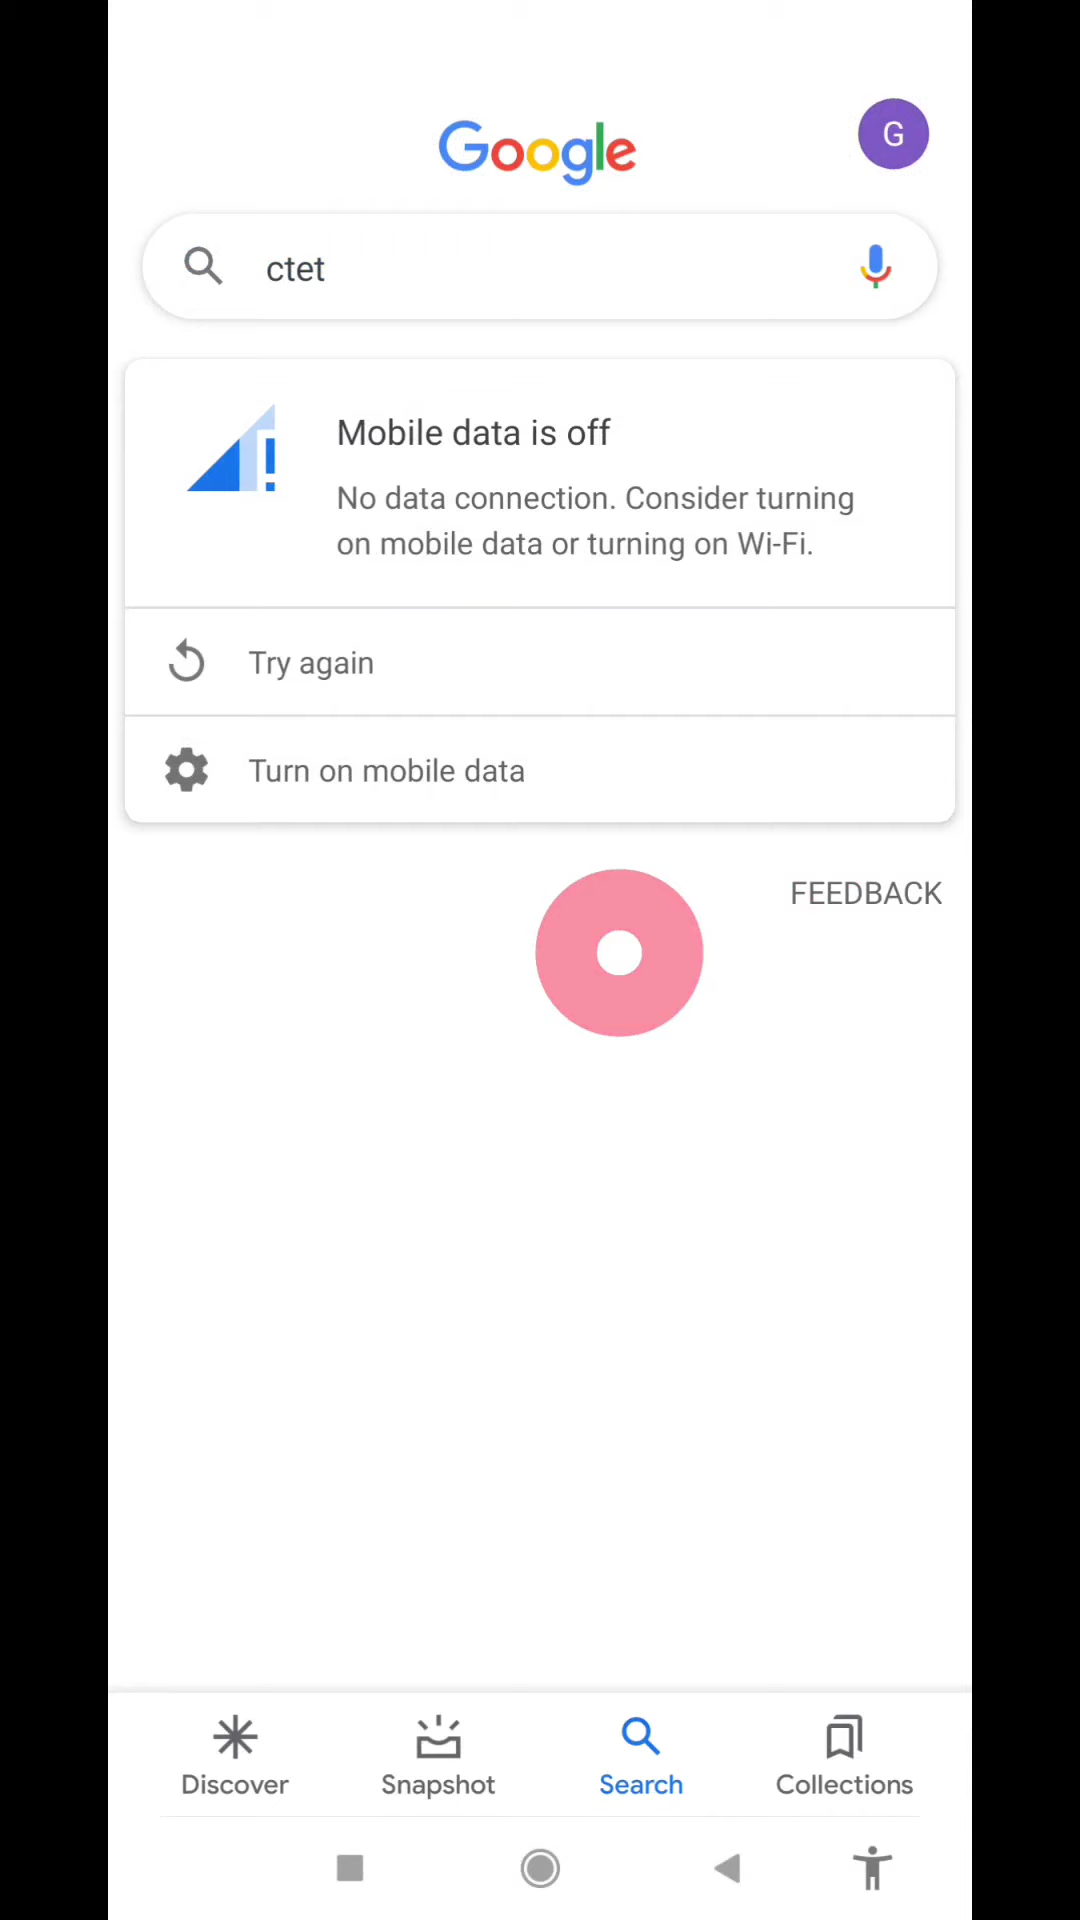 Google
G
ctet
Mobile data is off
No data connection. Consider turning
on mobile data or turning on Wi-Fi.
Try again
Turn on mobile data
FEEDBACK
Discover
Snapshot
Search
Collections